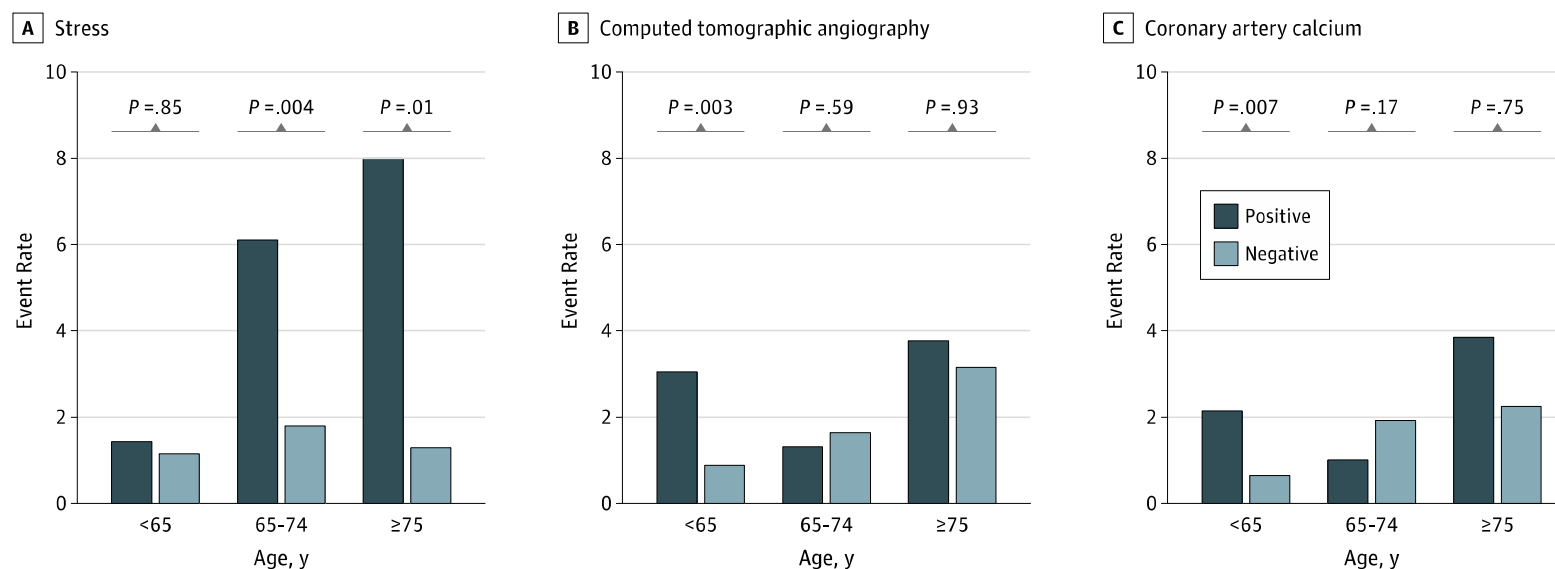 A Stress
10
8
6
4
2
0
Event Rate
P =.85 P =.004 P =.01
<65 65-74 ≥75
Age, y
B Computed tomographic angiography
10
8
6
4
2
0
Event Rate
P =.003 P =.59 P =.93
<65 65-74 ≥75
Age, y
C Coronary artery calcium
10
8
6
4
2
0
Event Rate
P =.007 P =.17 P =.75
Positive
Negative
<65 65-74 ≥75
Age, y